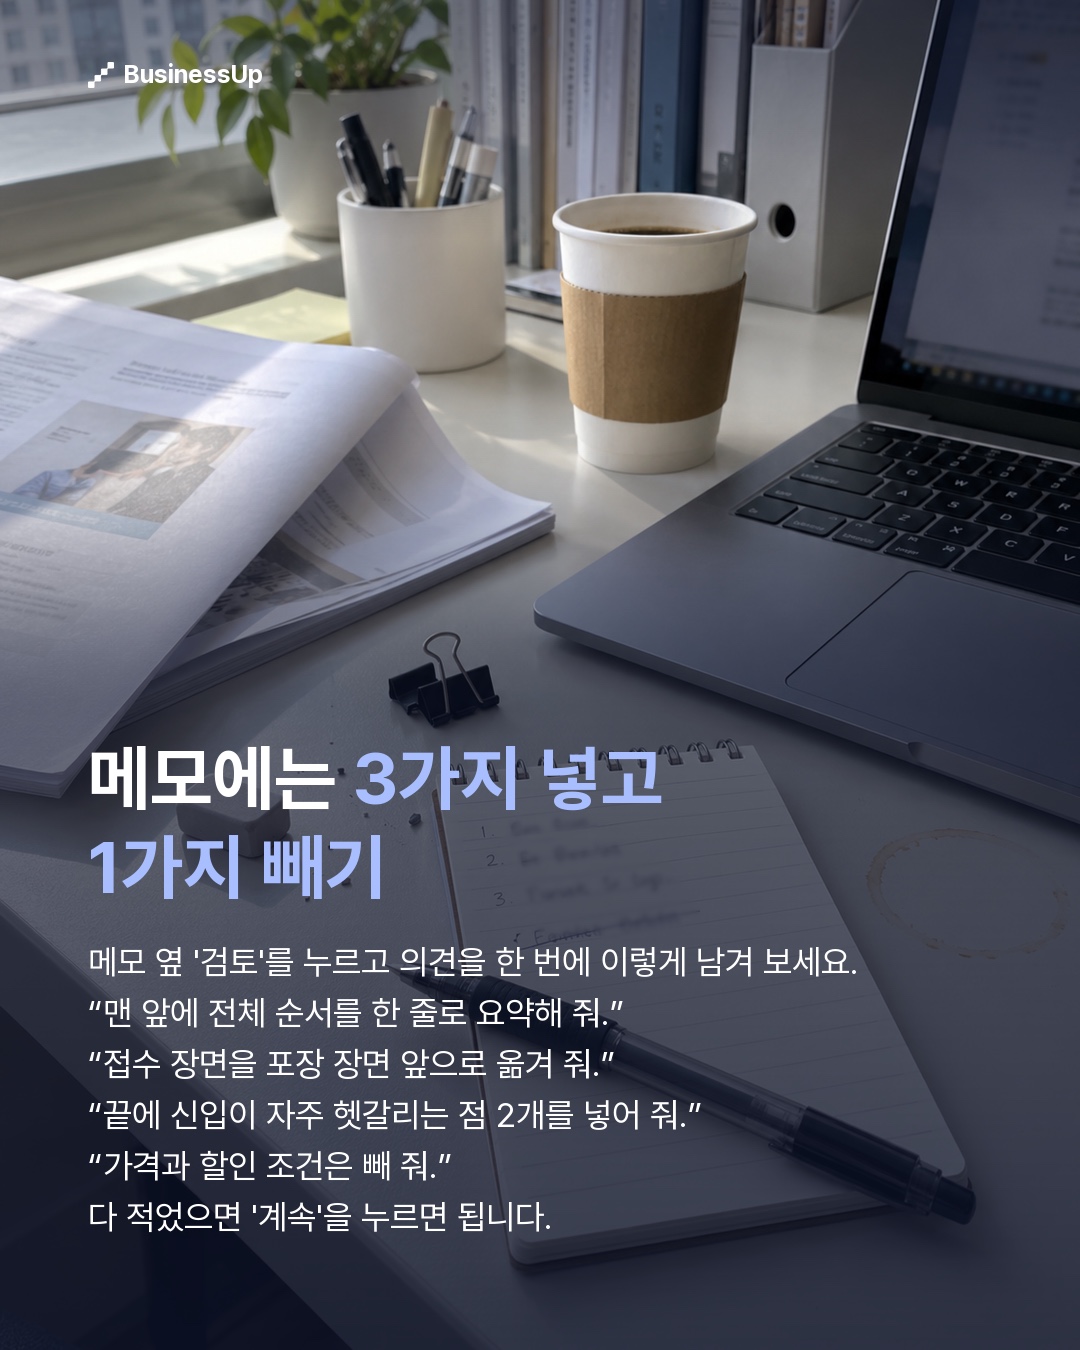 BusinessUp
메모에는 3가지 넣고
1가지 빼기
메모 옆 '검토'를 누르고 의견을 한 번에 이렇게 남겨 보세요.
“맨 앞에 전체 순서를 한 줄로 요약해 줘.”
“접수 장면을 포장 장면 앞으로 옮겨 줘.”
“끝에 신입이 자주 헷갈리는 점 2개를 넣어 줘.”
“가격과 할인 조건은 빼 줘.”
다 적었으면 '계속'을 누르면 됩니다.